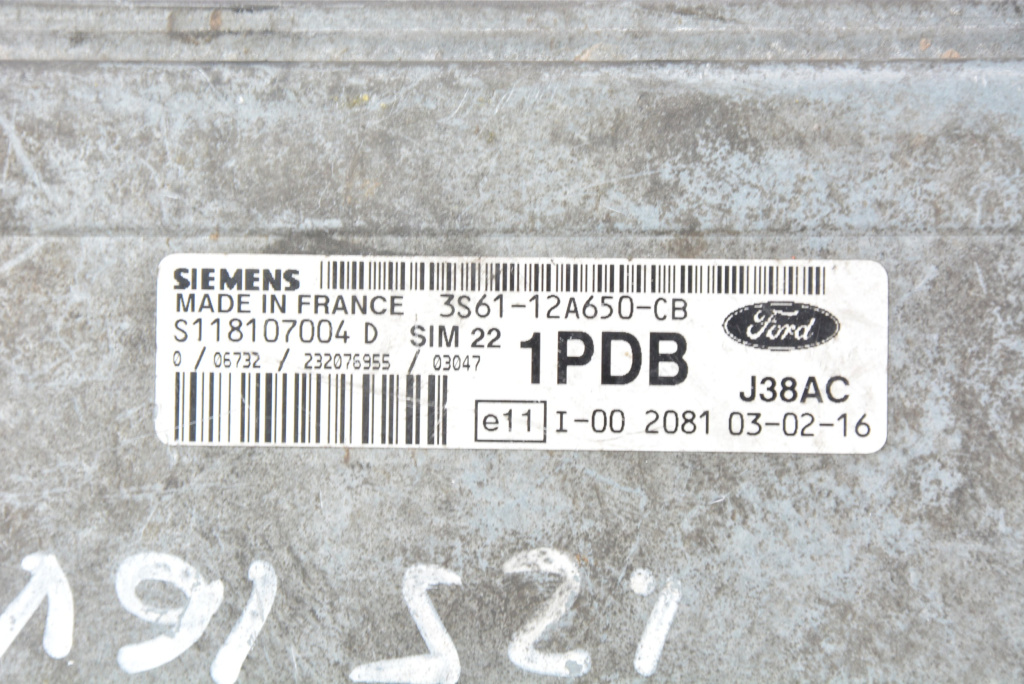 SIEMENS
MADE IN FRANCE 3S61-12A650-CB
S118107004 D SIM 22 1PDB Ford
0 / 06732 / 232076955 / 03047
J38AC
e11 I-00 2081 03-02-16